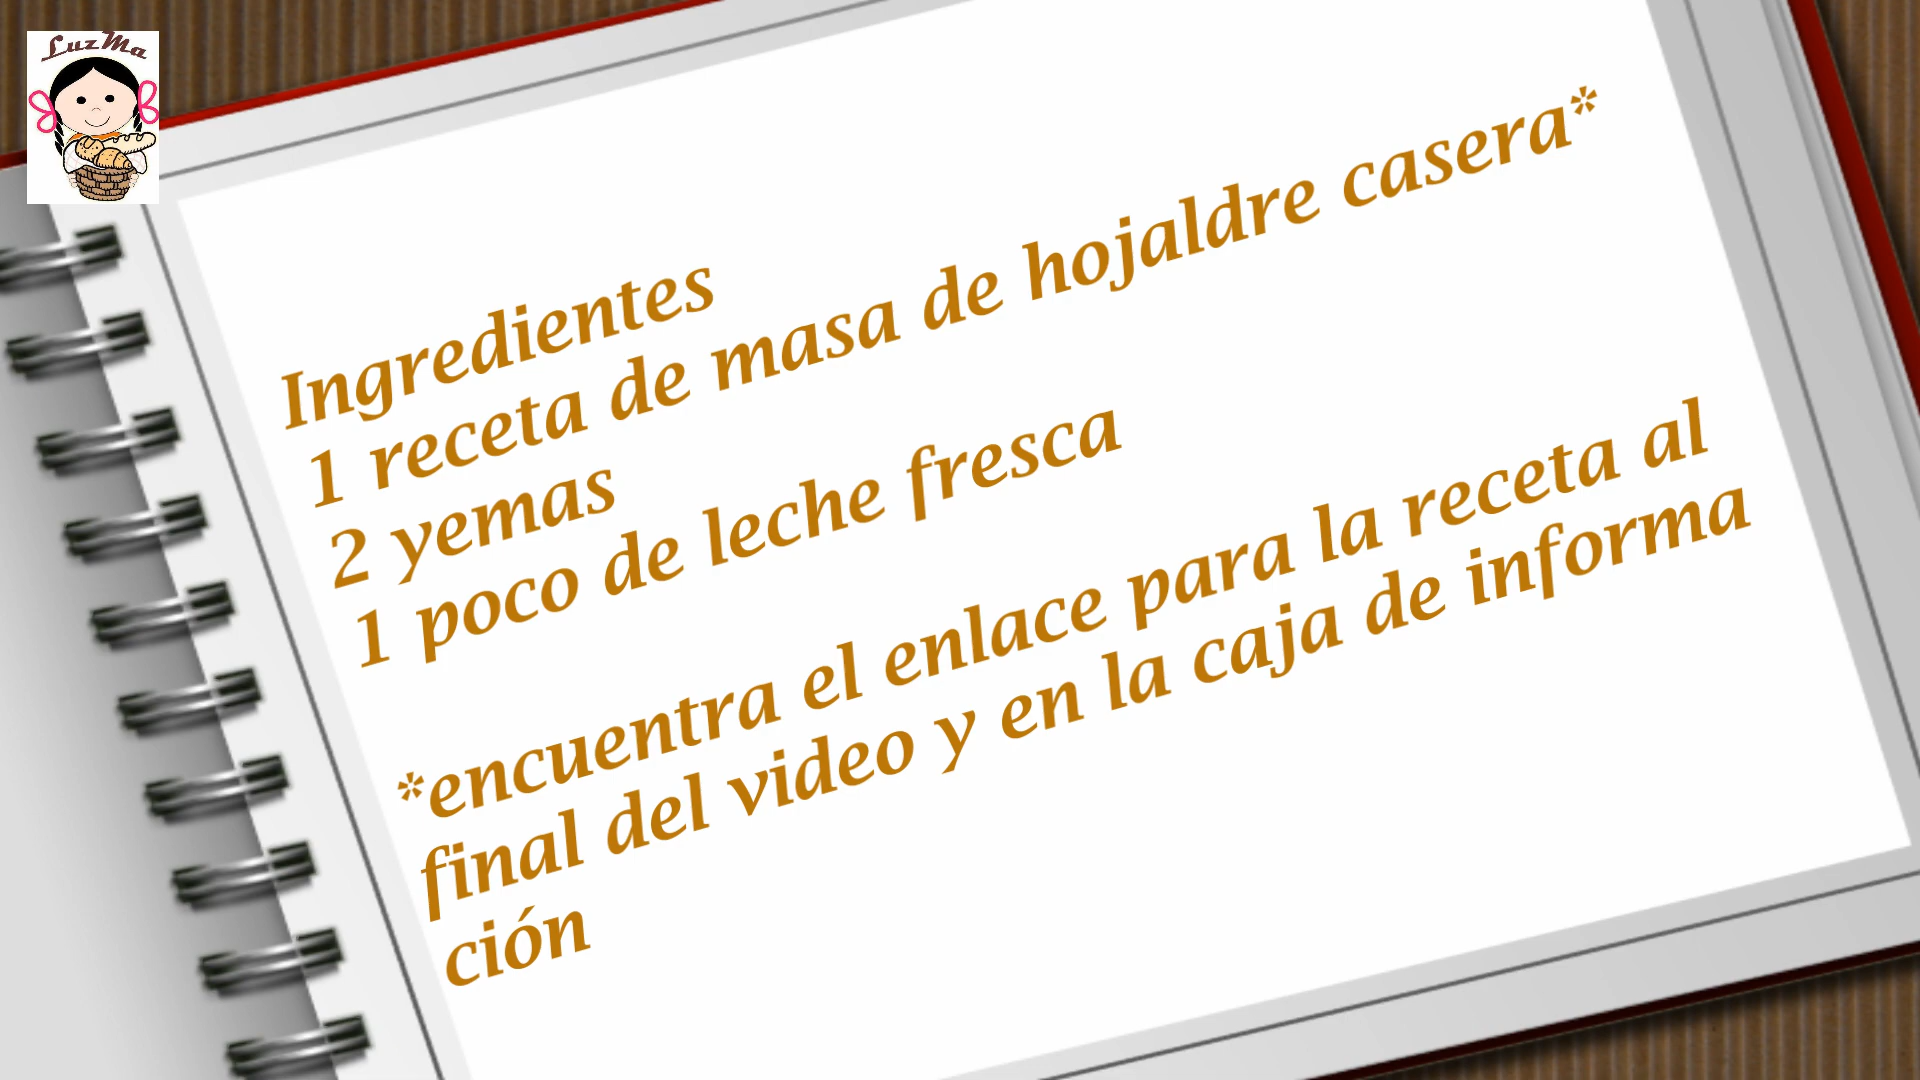 LuzMa
Ingredientes
1 receta de masa de hojaldre casera*
2 yemas
1 poco de leche fresca
*encuentra el enlace para la receta al
final del video y en la caja de informa
ción